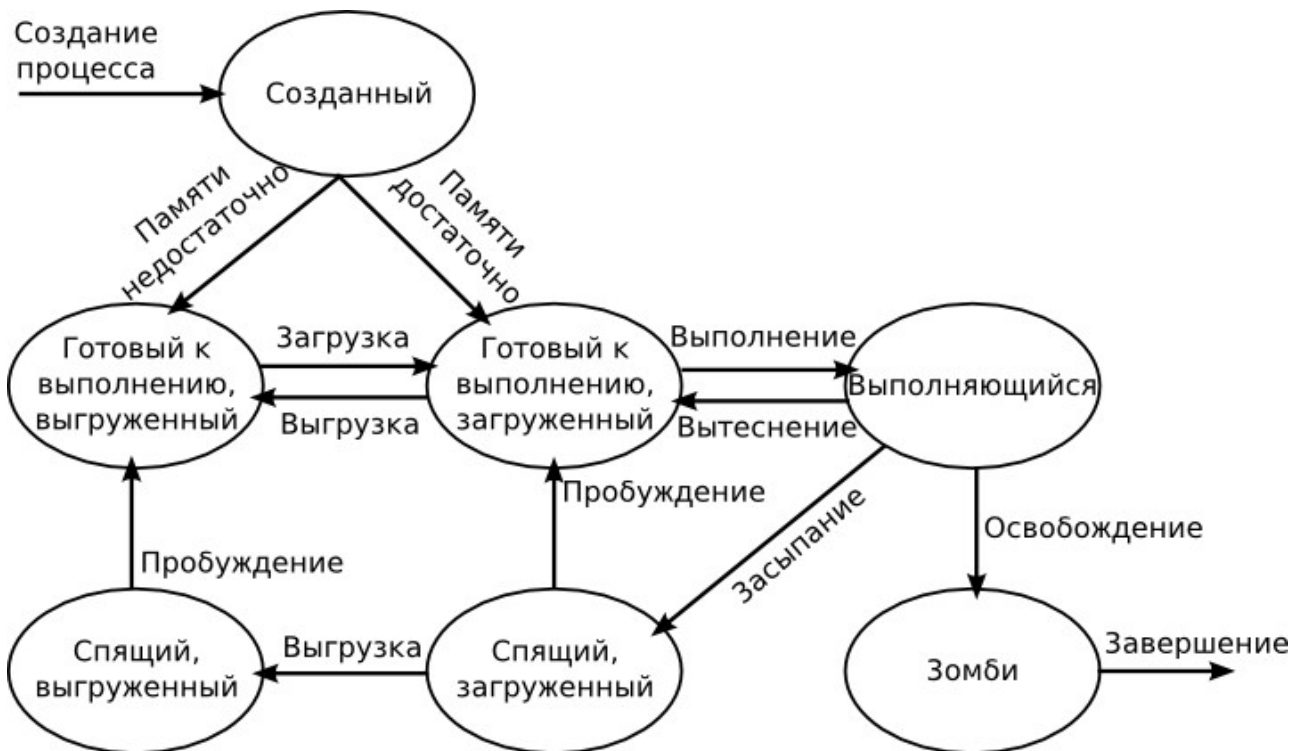 Создание
процесса
Созданный
Памяти
недостаточно
Памяти
достаточно
Готовый к
выполнению,
выгруженный
Загрузка
Выгрузка
Готовый к
выполнению,
загруженный
Выполнение
Вытеснение
Выполняющийся
Пробуждение
Пробуждение
Засыпание
Освобождение
Спящий,
выгруженный
Выгрузка
Спящий,
загруженный
Зомби
Завершение